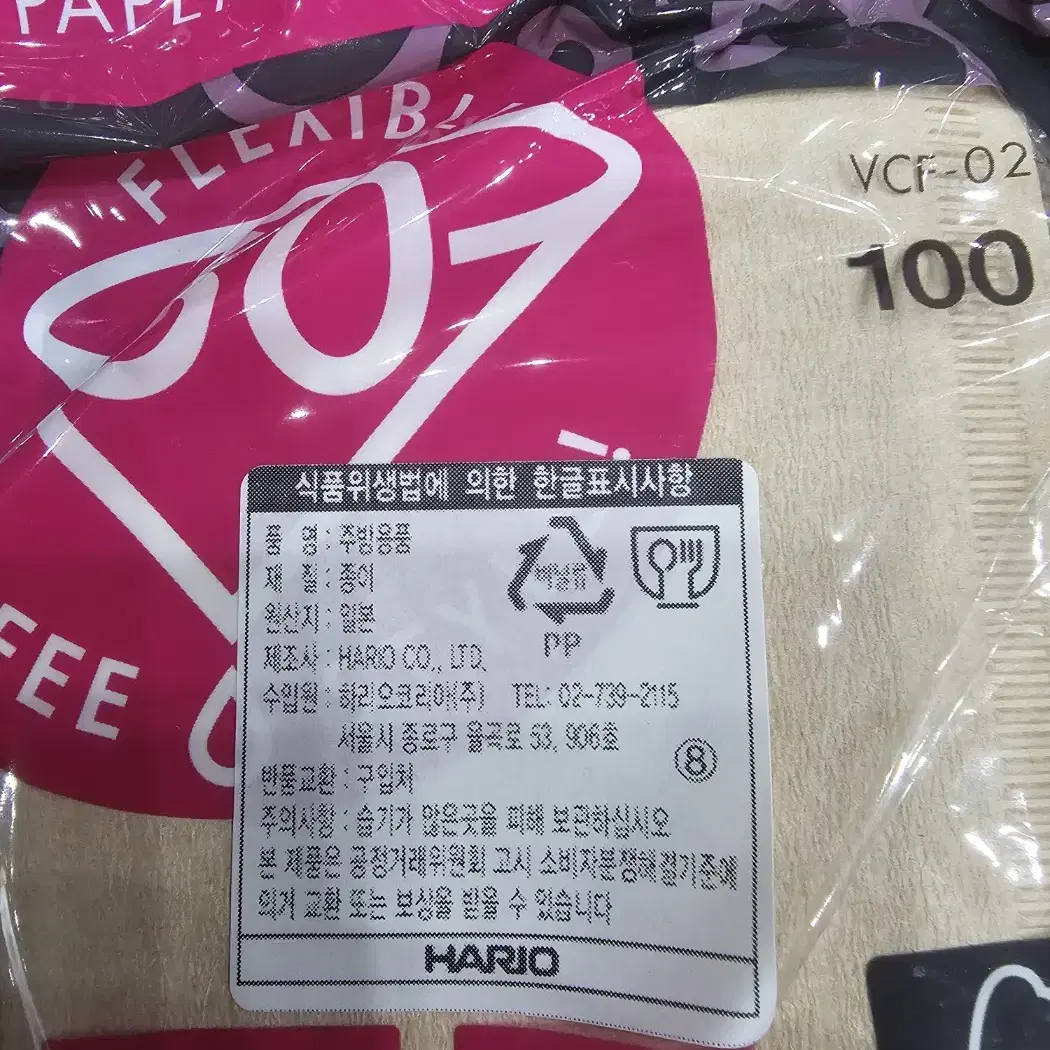 PAPE
FLEXIBLE
VCF-02
100
FEE
식품위생법에 의한 한글표시사항
품 명 : 주방용품
재 질 : 종이
원산지 : 일본
제조사 : HARIO CO., LTD.
PP
수입원 : 하리오코리아(주) TEL: 02-739-2115
서울시 종로구 율곡로 53, 906호
⑧
반품교환 : 구입처
주의사항 : 습기가 많은곳을 피해 보관하십시오
본 제품은 공정거래위원회 고시 소비자분쟁해결기준에
의거 교환 또는 보상을 받을 수 있습니다
HARIO